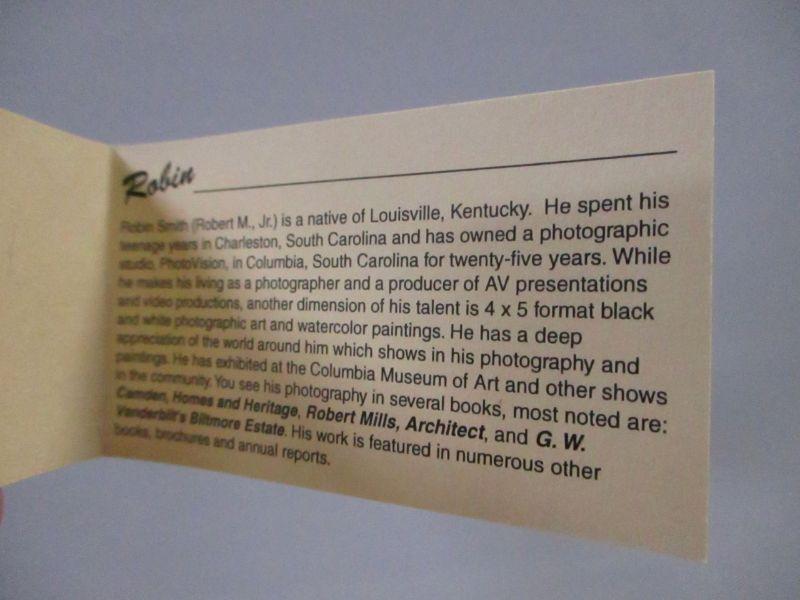 Robin
Robin Smith (Robert M., Jr.) is a native of Louisville, Kentucky. He spent his
teenage years in Charleston, South Carolina and has owned a photographic
studio, PhotoVision, in Columbia, South Carolina for twenty-five years. While
he makes his living as a photographer and a producer of AV presentations
and video productions, another dimension of his talent is 4 x 5 format black
and white photographic art and watercolor paintings. He has a deep
appreciation of the world around him which shows in his photography and
paintings. He has exhibited at the Columbia Museum of Art and other shows
in the community. You see his photography in several books, most noted are:
Camden, Homes and Heritage, Robert Mills, Architect, and G. W.
Vanderbilt's Biltmore Estate. His work is featured in numerous other
books, brochures and annual reports.